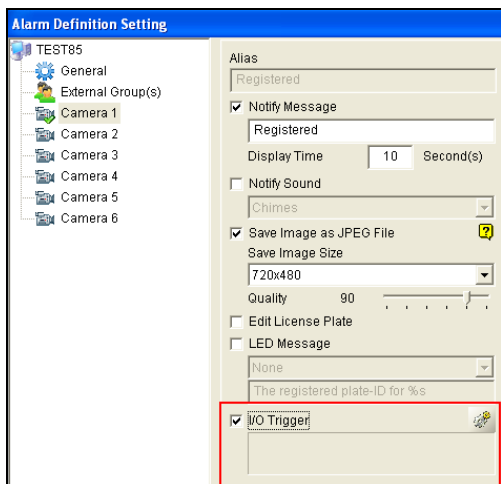 Alarm Definition Setting
TEST85
General
External Group(s)
Camera 1
Camera 2
Camera 3
Camera 4
Camera 5
Camera 6
Alias
Registered
Notify Message
Registered
Display Time 10 Second(s)
Notify Sound
Chimes
Save Image as JPEG File ?
Save Image Size
720x480
Quality 90
Edit License Plate
LED Message
None
The registered plate-ID for %s
I/O Trigger